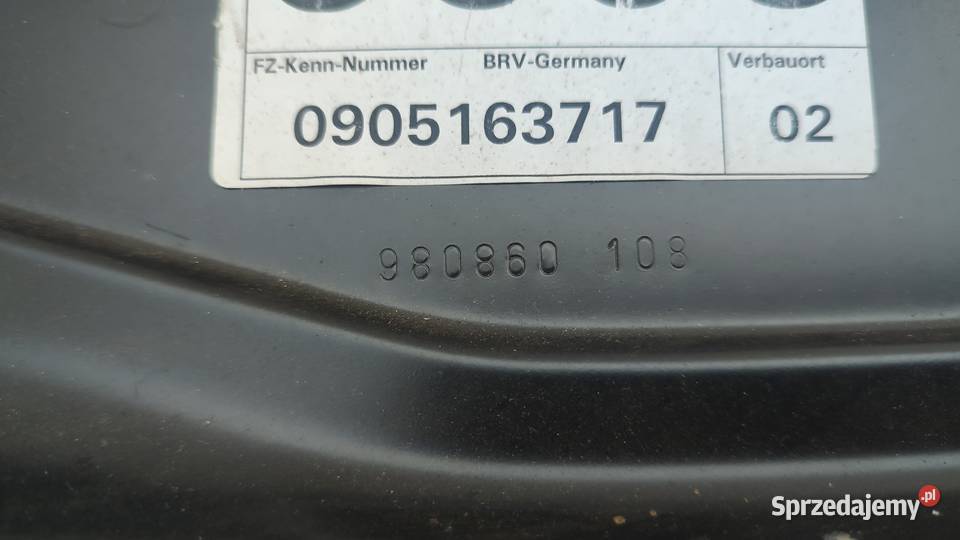 FZ-Kenn-Nummer BRV-Germany Verbauort
0905163717 02
980860 108
Sprzedajemy.pl